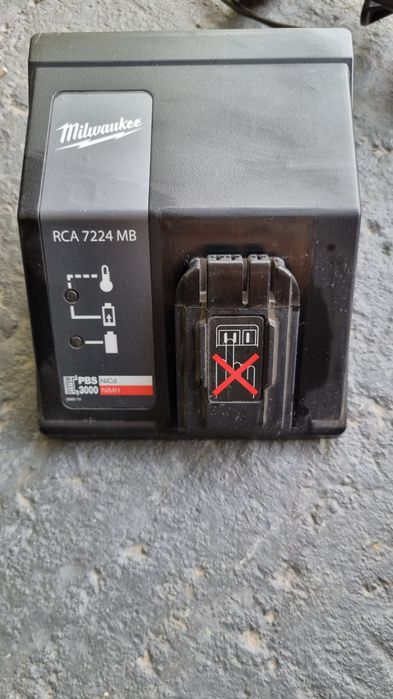 Milwaukee
RCA 7224 MB
PBS NiCd
3000 NiMH